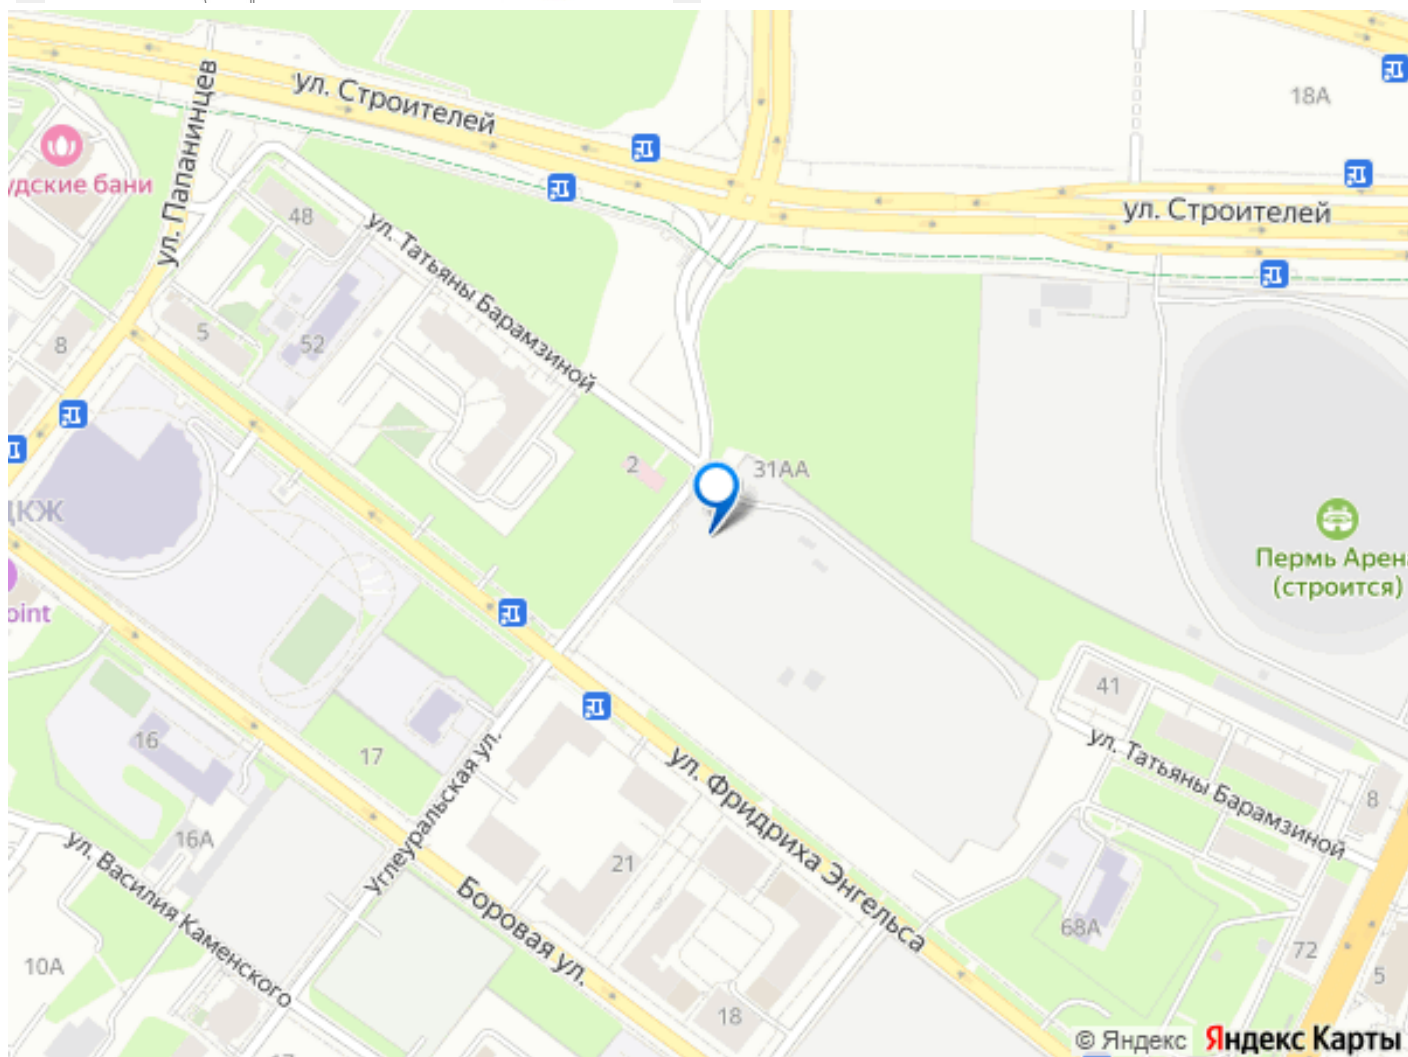 ул. Строителей
18А
ул. Папанинцев
удские бани
ул. Строителей
48
ул. Татьяны Барамзиной
5
52
8
2
31АА
ДКЖ
Пермь Арена
(строится)
oint
41
16
17
ул. Татьяны Барамзиной
8
ул. Фридриха Энгельса
Углеуральская ул.
16А
21
ул. Василия Каменского
Боровая ул.
68А
72
10А
5
18
© Яндекс Яндекс Карты